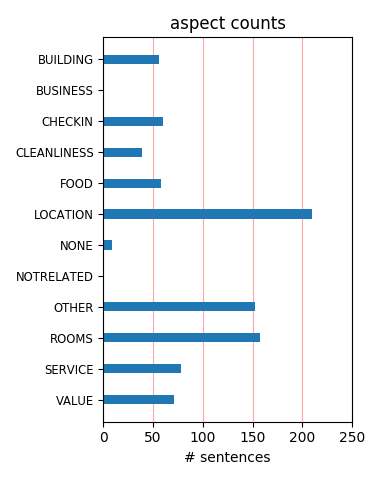 aspect counts
BUILDING
BUSINESS
CHECKIN
CLEANLINESS
FOOD
LOCATION
NONE
NOTRELATED
OTHER
ROOMS
SERVICE
VALUE
0 50 100 150 200 250
# sentences